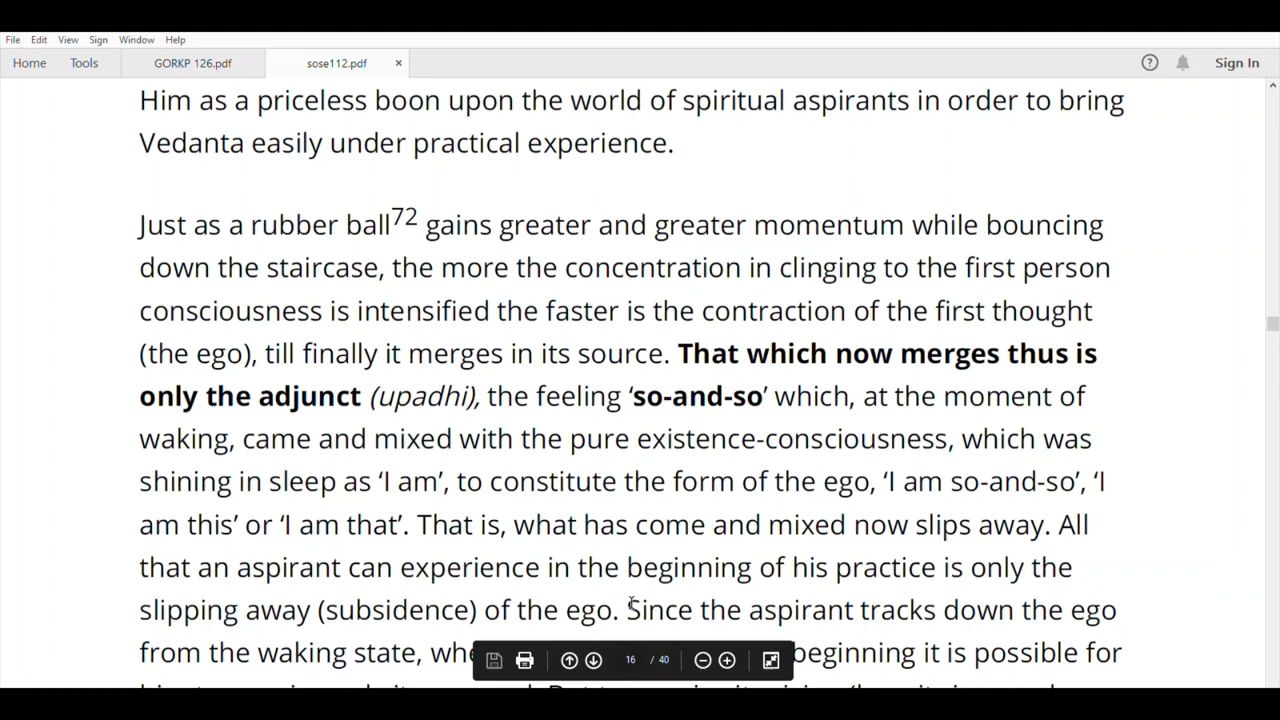 File Edit View Sign Window Help
Home Tools GORKP 126.pdf sose112.pdf × ? Sign In
Him as a priceless boon upon the world of spiritual aspirants in order to bring
Vedanta easily under practical experience.
Just as a rubber ball72 gains greater and greater momentum while bouncing
down the staircase, the more the concentration in clinging to the first person
consciousness is intensified the faster is the contraction of the first thought
(the ego), till finally it merges in its source. That which now merges thus is
only the adjunct (upadhi), the feeling ‘so-and-so’ which, at the moment of
waking, came and mixed with the pure existence-consciousness, which was
shining in sleep as ‘I am’, to constitute the form of the ego, ‘I am so-and-so’, ‘I
am this’ or ‘I am that’. That is, what has come and mixed now slips away. All
that an aspirant can experience in the beginning of his practice is only the
slipping away (subsidence) of the ego. Since the aspirant tracks down the ego
from the waking state, beginning it is possible for
16 / 40